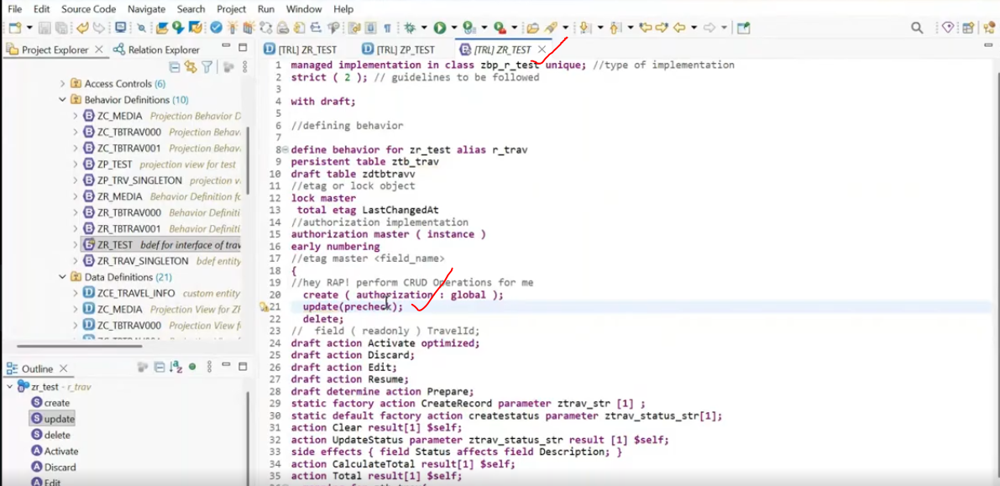 File Edit Source Code Navigate Search Project Run Window Help
Project Explorer
Relation Explorer
Access Controls (6)
Behavior Definitions (10)
ZC_MEDIA Projection Behavior D
ZC_TBTRAV000 Projection Behav
ZC_TBTRAV001 Projection Behav
ZP_TEST projection view for test
ZP_TRV_SINGLETON projection v
ZR_MEDIA Behavior Definition fo
ZR_TBTRAV000 Behavior Definiti
ZR_TBTRAV001 Behavior Definiti
ZR_TEST bdef for interface of trav
ZR_TRAV_SINGLETON bdef entity
Data Definitions (21)
ZCE_TRAVEL_INFO custom entity
ZC_MEDIA Projection View for ZF
ZC_TBTRAV000 Projection View f
Outline
zr_test - r_trav
create
update
delete
Activate
Discard
Edit
[TRL] ZR_TEST
[TRL] ZP_TEST
[TRL] ZR_TEST
1 managed implementation in class zbp_r_test unique; //type of implementation
2 strict ( 2 ); // guidelines to be followed
3
4 with draft;
5
6 //defining behavior
7
8 define behavior for zr_test alias r_trav
9 persistent table ztb_trav
10 draft table zdtbtravv
11 //etag or lock object
12 lock master
13 total etag LastChangedAt
14 //authorization implementation
15 authorization master ( instance )
16 early numbering
17 //etag master <field_name>
18 {
19 //hey RAP! perform CRUD Operations for me
20 create ( authorization : global );
21 update(precheck);
22 delete;
23 // field ( readonly ) TravelId;
24 draft action Activate optimized;
25 draft action Discard;
26 draft action Edit;
27 draft action Resume;
28 draft determine action Prepare;
29 static factory action CreateRecord parameter ztrav_str [1] ;
30 static default factory action createstatus parameter ztrav_status_str[1];
31 action Clear result[1] $self;
32 action UpdateStatus parameter ztrav_status_str result [1] $self;
33 side effects { field Status affects field Description; }
34 action CalculateTotal result[1] $self;
35 action Total result[1] $self;